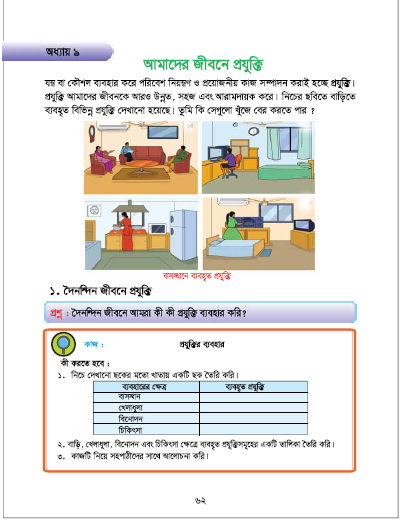 অধ্যায় ৯
আমাদের জীবনে প্রযুক্তি
যন্ত্র বা কৌশল ব্যবহার করে পরিবেশ নিয়ন্ত্রণ ও প্রয়োজনীয় কাজ সম্পাদন করাই হচ্ছে প্রযুক্তি।
প্রযুক্তি আমাদের জীবনকে আরও উন্নত, সহজ এবং আরামদায়ক করে। নিচের ছবিতে বাড়িতে
ব্যবহৃত বিভিন্ন প্রযুক্তি দেখানো হয়েছে। তুমি কি সেগুলো খুঁজে বের করতে পার ?
বাসস্থানে ব্যবহৃত প্রযুক্তি
১. দৈনন্দিন জীবনে প্রযুক্তি
প্রশ্ন : দৈনন্দিন জীবনে আমরা কী কী প্রযুক্তি ব্যবহার করি?
কাজ : প্রযুক্তির ব্যবহার
কী করতে হবে :
১. নিচে দেখানো ছকের মতো খাতায় একটি ছক তৈরি করি।
ব্যবহারের ক্ষেত্র ব্যবহৃত প্রযুক্তি
বাসস্থান
খেলাধুলা
বিনোদন
চিকিৎসা
২. বাড়ি, খেলাধুলা, বিনোদন এবং চিকিৎসা ক্ষেত্রে ব্যবহৃত প্রযুক্তিসমূহের একটি তালিকা তৈরি করি।
৩. কাজটি নিয়ে সহপাঠীদের সাথে আলোচনা করি।
৬২